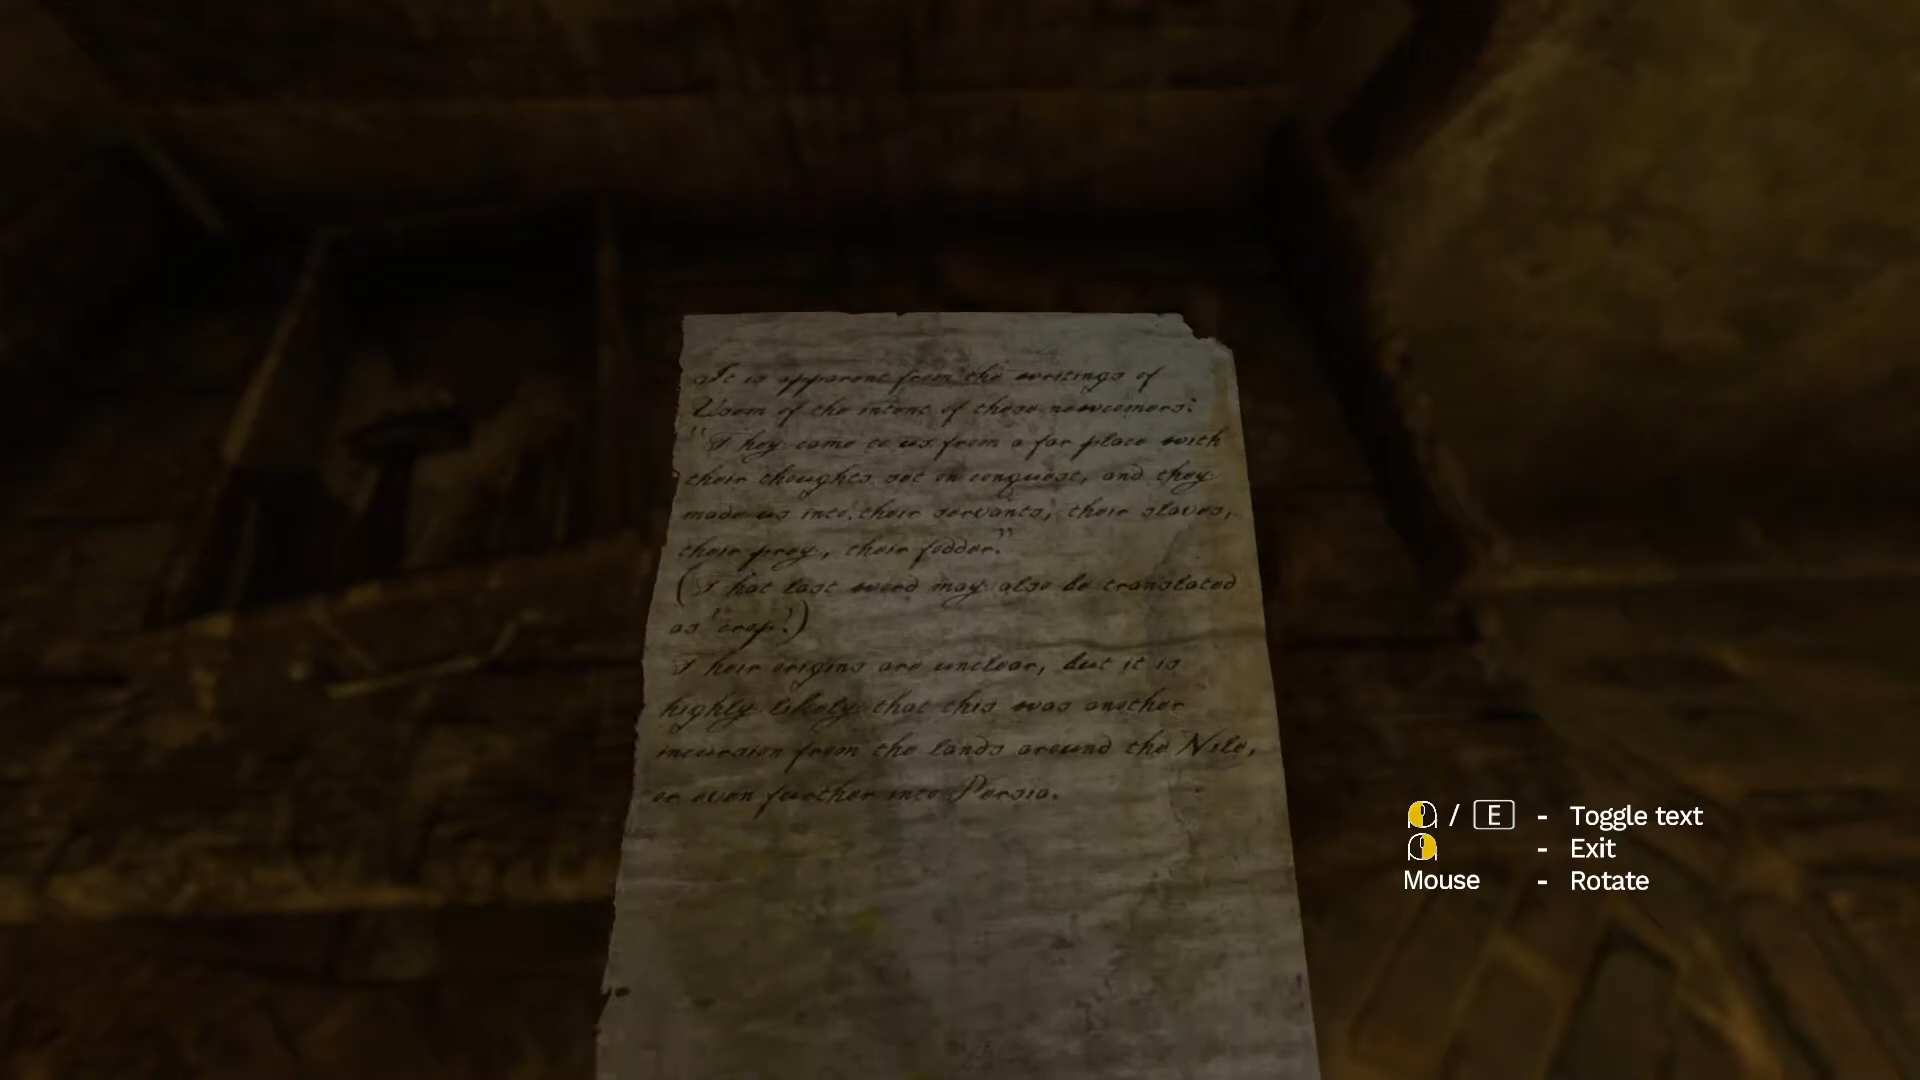 It is apparent from the writings of
Usem of the intent of these newcomers:
"They came to us from a far place with
their thoughts set on conquest, and they
made us into their servants, their slaves,
their prey, their fodder."
(That last word may also be translated
as "crop.")
Their origins are unclear, but it is
highly likely that this was another
incursion from the lands around the Nile,
or even further into Persia.
/ E - Toggle text
- Exit
Mouse - Rotate